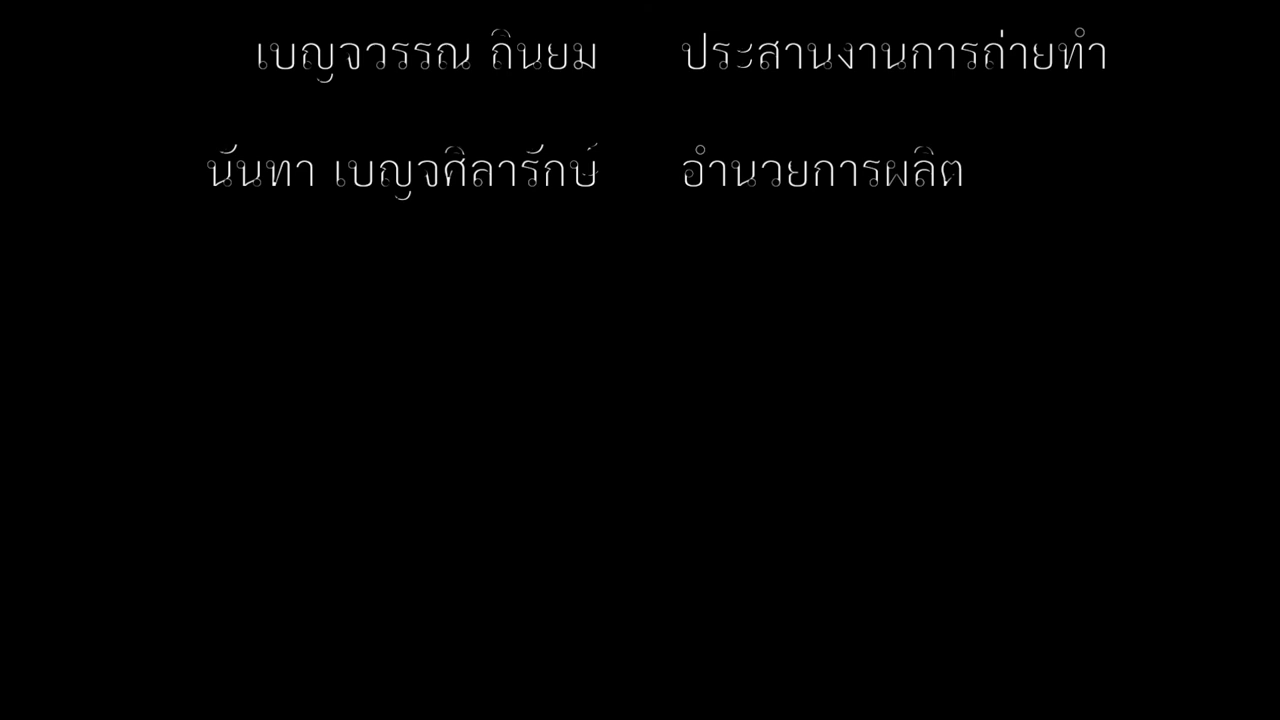 เบญจวรรณ ถินยม ประสานงานการถ่ายทำ
นันทา เบญจศิลารักษ์ อำนวยการผลิต